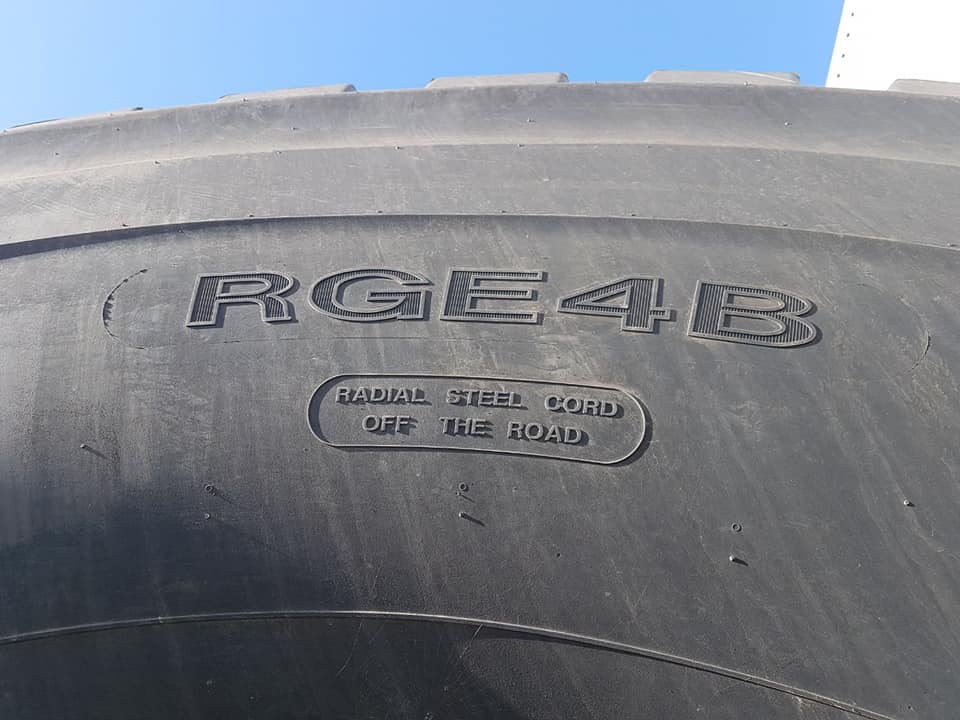 RGE4B
RADIAL STEEL CORD
OFF THE ROAD